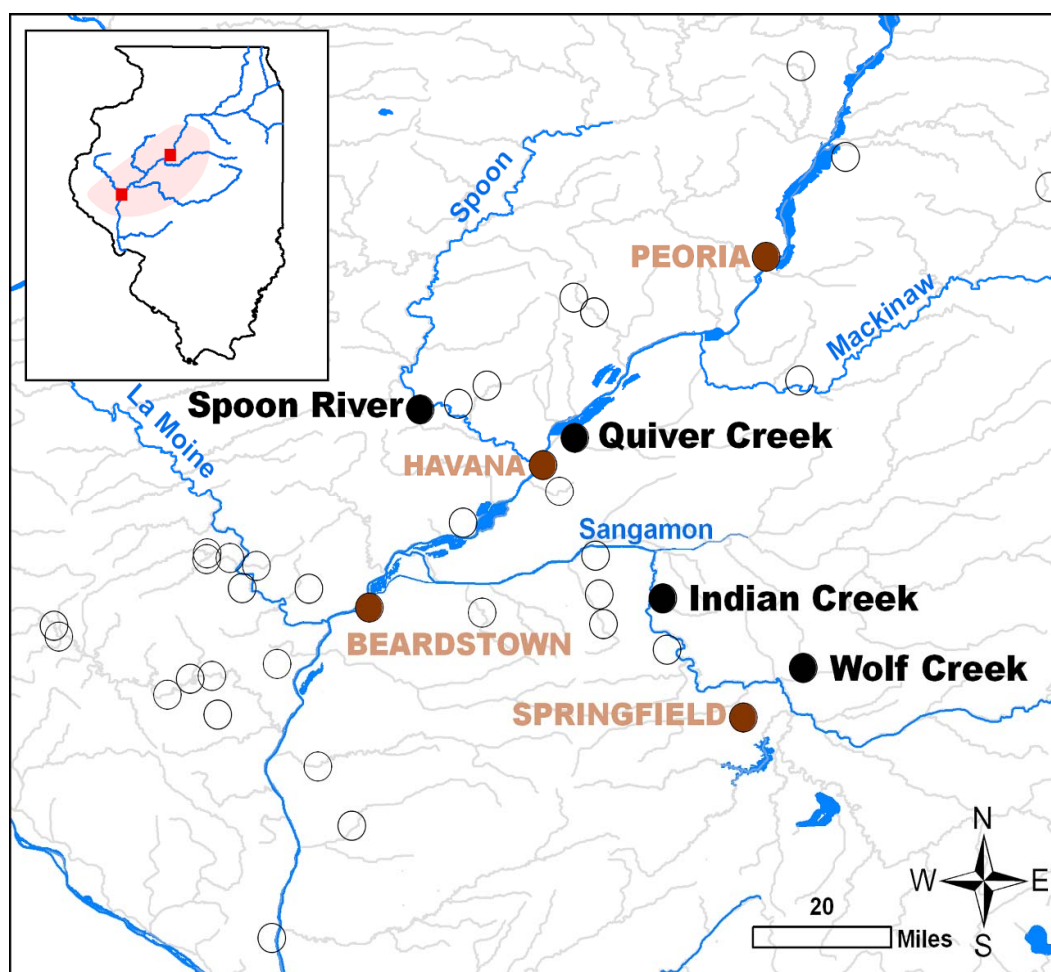 Spoon
PEORIA
Mackinaw
Spoon River
La Moine
Quiver Creek
HAVANA
Sangamon
Indian Creek
BEARDSTOWN
Wolf Creek
SPRINGFIELD
N
W E
S
20
Miles